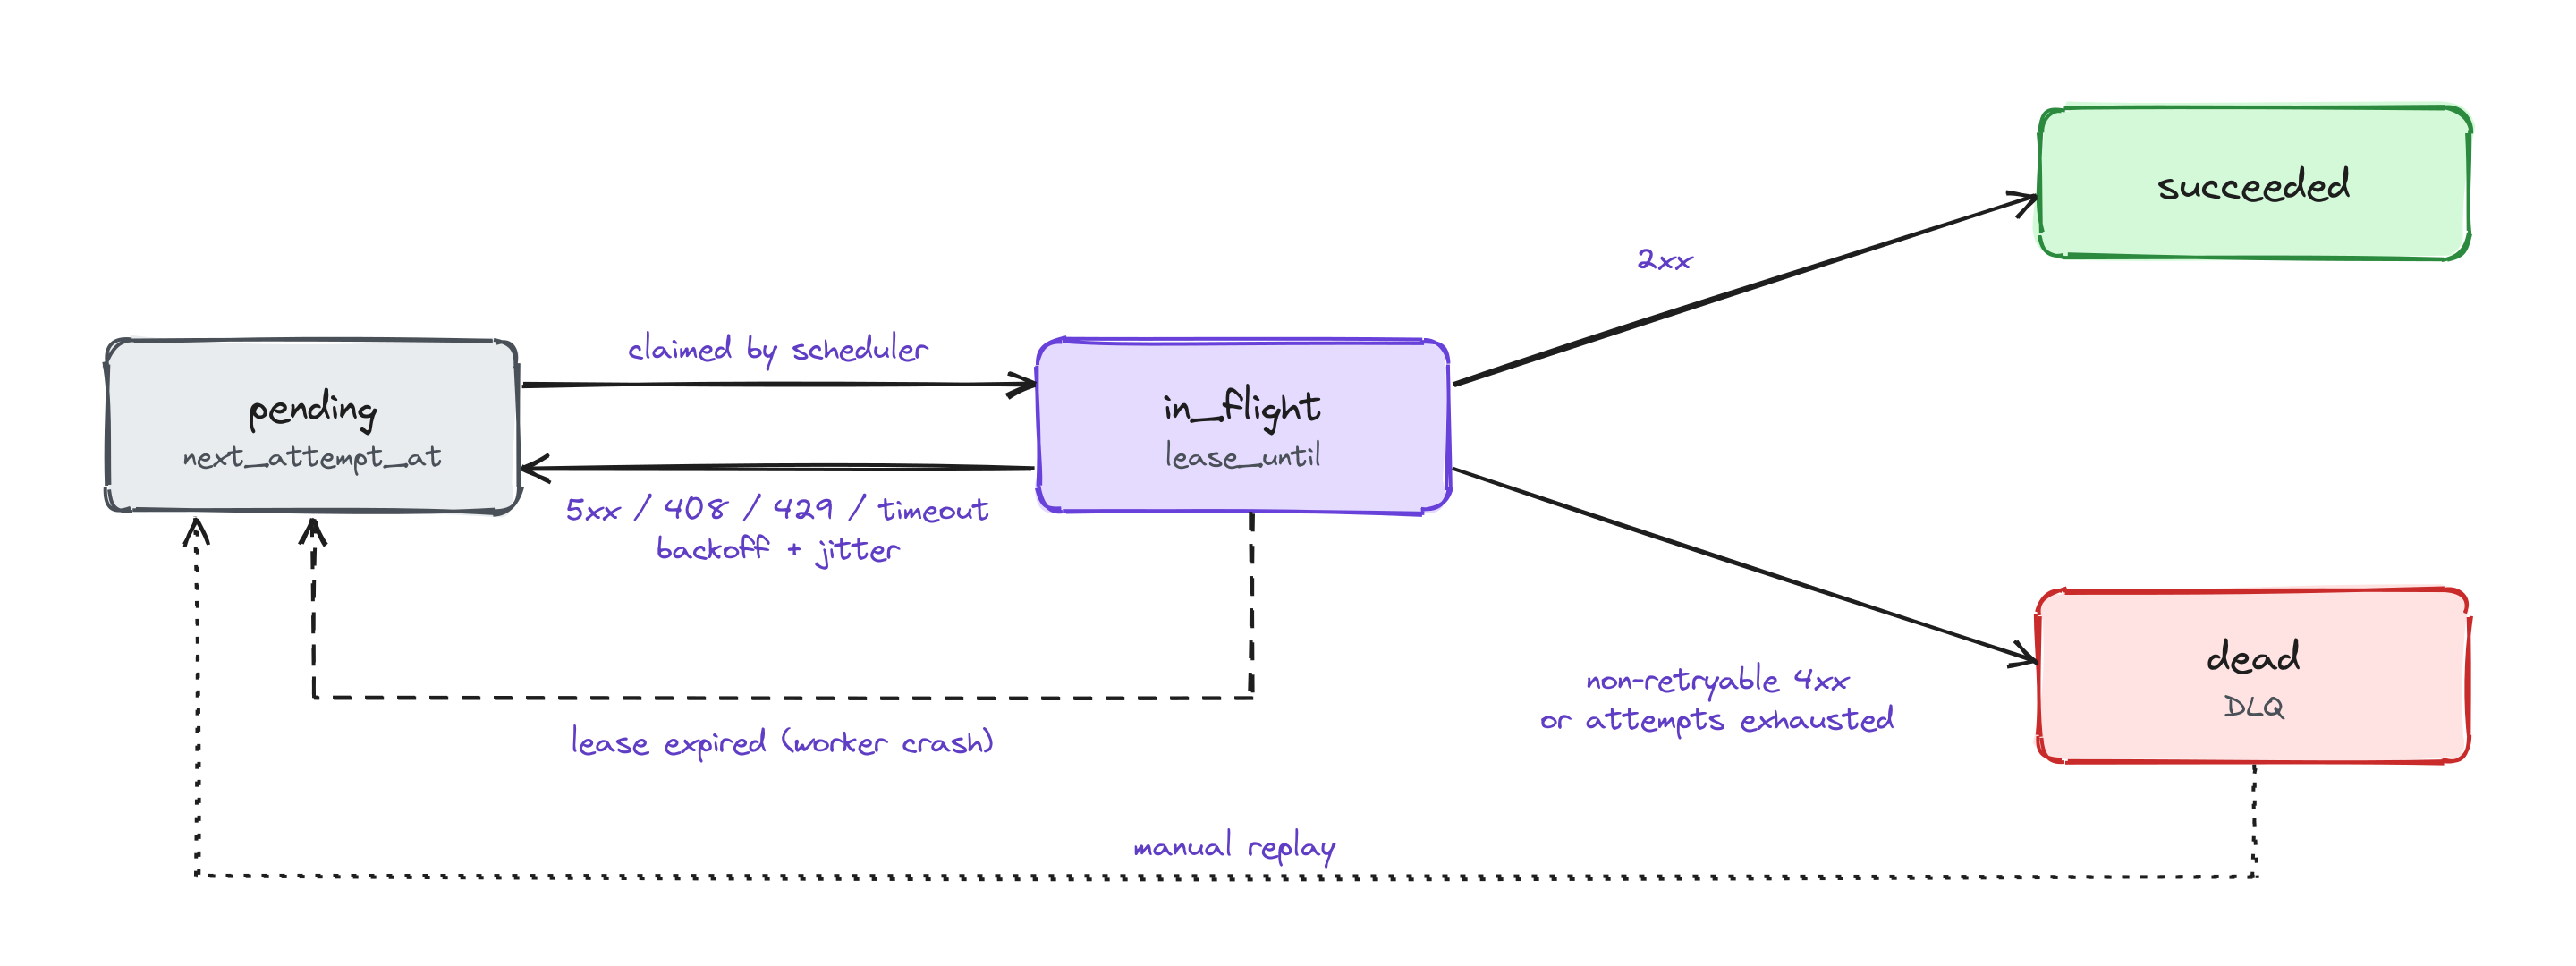 succeeded
2xx
claimed by scheduler
pending
next_attempt_at
in_flight
lease_until
5xx / 408 / 429 / timeout
backoff + jitter
dead
DLQ
non-retryable 4xx
or attempts exhausted
lease expired (worker crash)
manual replay